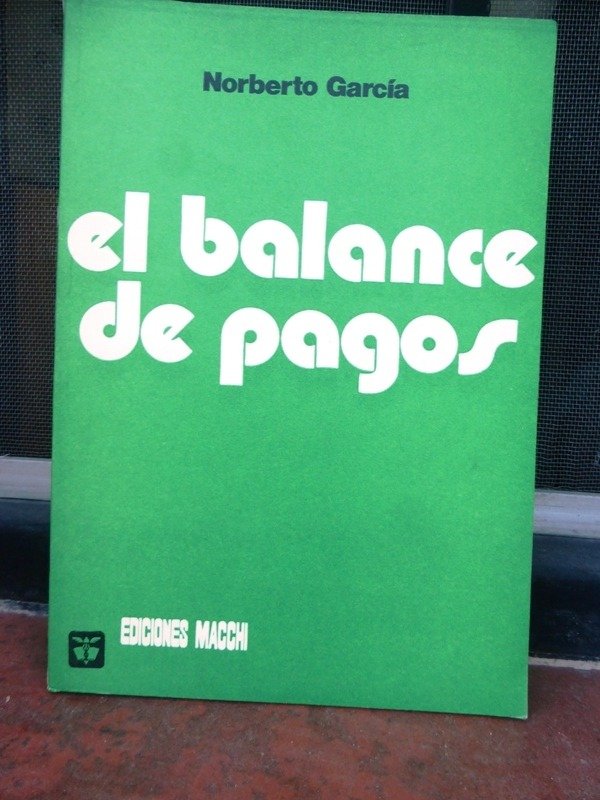 Norberto García
el balance
de pagos
EDICIONES MACCHI